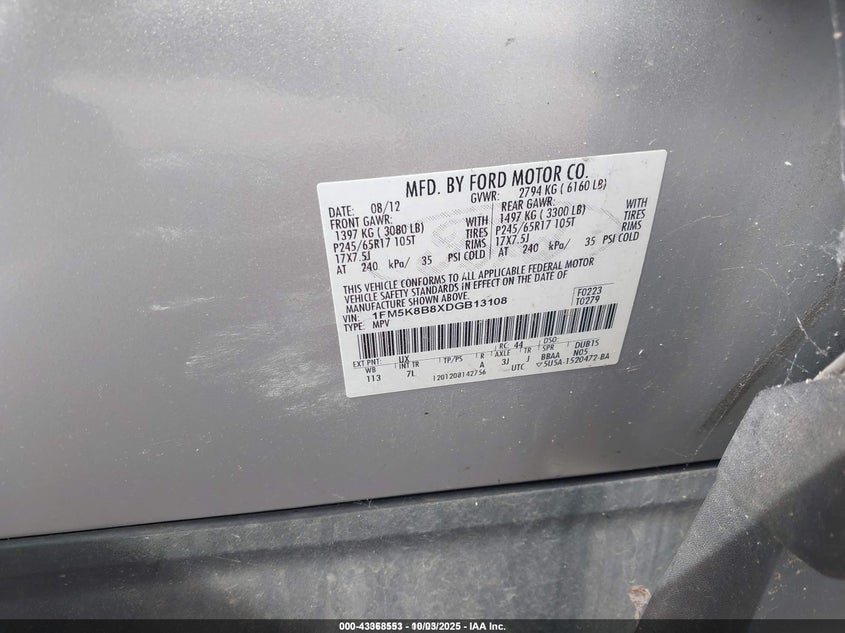 MFD. BY FORD MOTOR CO.
DATE: 08/12 GVWR: 2794 KG ( 6160 LB)
FRONT GAWR: WITH REAR GAWR: WITH
1397 KG ( 3080 LB) TIRES 1497 KG ( 3300 LB) TIRES
P245/65R17 105T RIMS P245/65R17 105T RIMS
17X7.5J 17X7.5J
AT 240 kPa/ 35 PSI COLD AT 240 kPa/ 35 PSI COLD
THIS VEHICLE CONFORMS TO ALL APPLICABLE FEDERAL MOTOR
VEHICLE SAFETY STANDARDS IN EFFECT ON THE DATE OF
MANUFACTURE SHOWN ABOVE.
VIN: 1FM5K8B8XDGB13108 F0223
TYPE: MPV T0279
EXT PNT: UX RC: 44 DSO:
WB INT TR TP/PS R AXLE TR SPR DUB1S
113 7L A 3J J BBAA N05
1201208142756 UTC 5U5A-1520472-BA
000-43368553 - 10/03/2025 - IAA Inc.